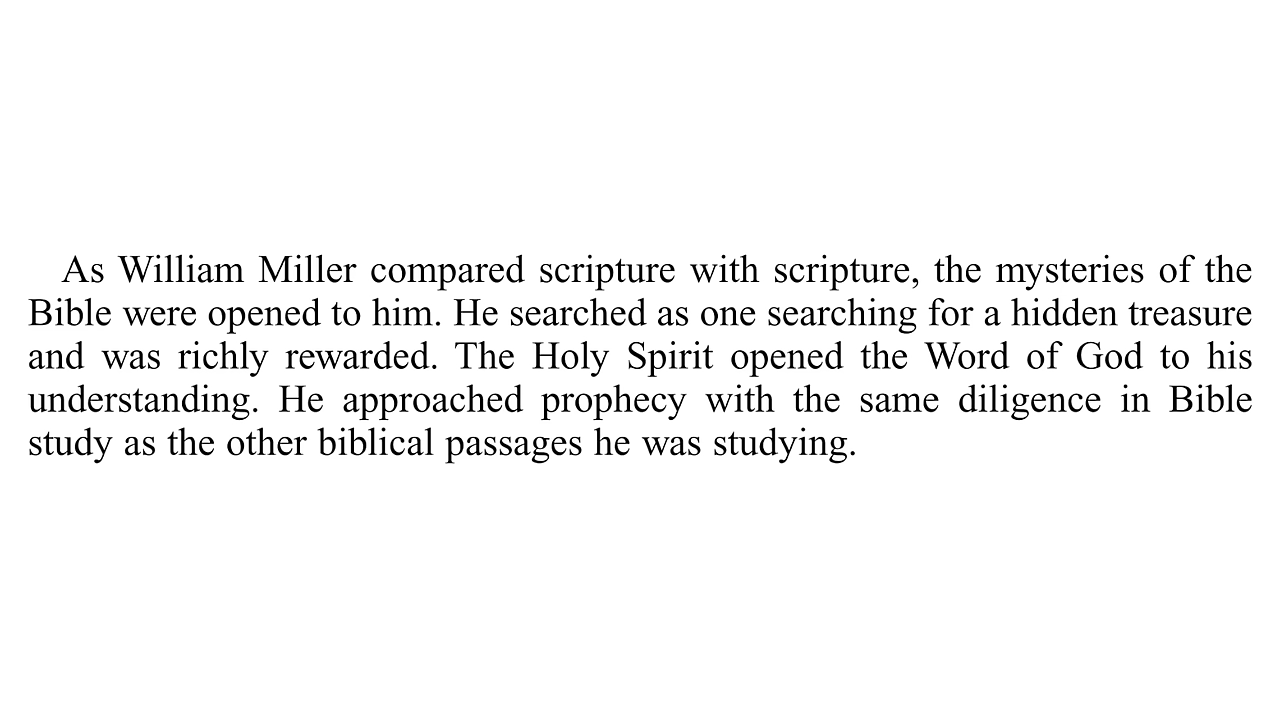 As William Miller compared scripture with scripture, the mysteries of the
Bible were opened to him. He searched as one searching for a hidden treasure
and was richly rewarded. The Holy Spirit opened the Word of God to his
understanding. He approached prophecy with the same diligence in Bible
study as the other biblical passages he was studying.